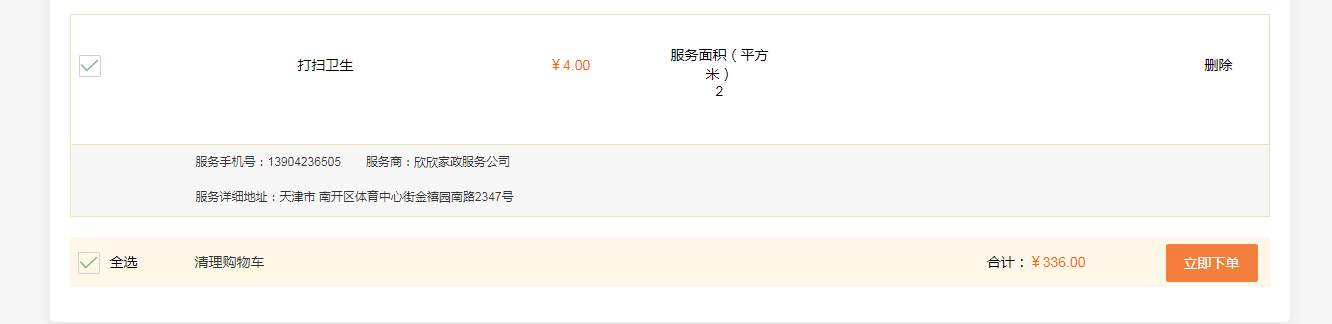 打扫卫生
￥4.00
服务面积（平方
米）
2
删除
服务手机号：13904236505 服务商：欣欣家政服务公司
服务详细地址：天津市 南开区体育中心街金禧园南路2347号
全选 清理购物车 合计：￥336.00 立即下单